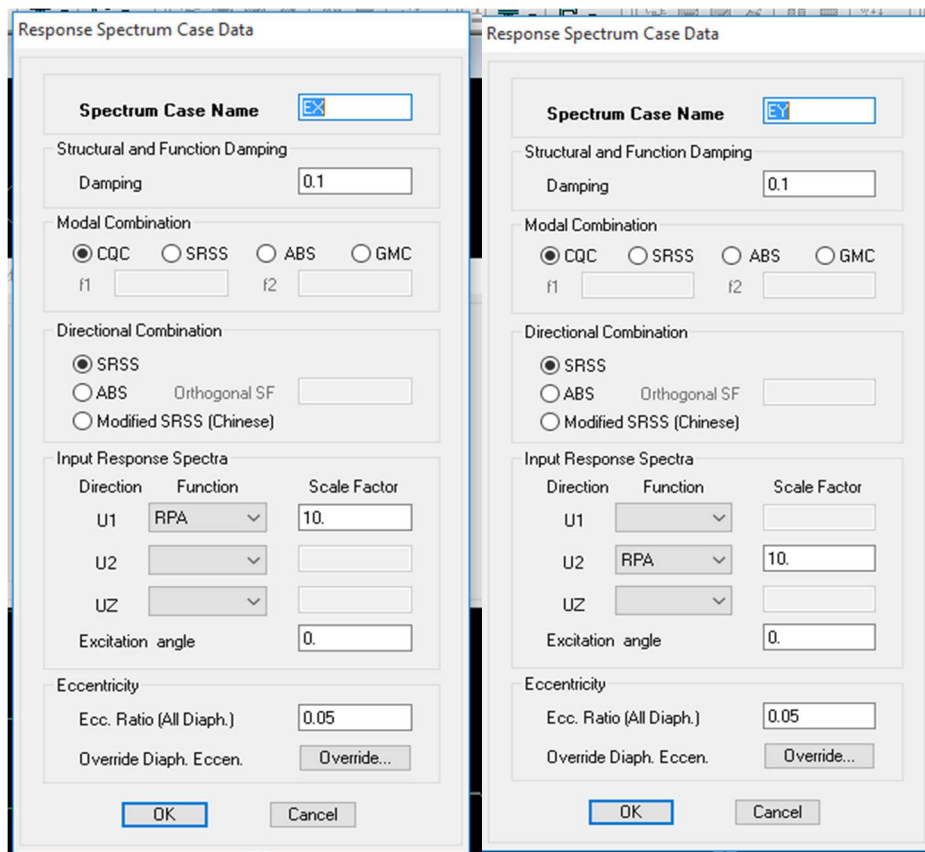 Response Spectrum Case Data
Spectrum Case Name EX
Structural and Function Damping
Damping 0.1
Modal Combination
CQC SRSS ABS GMC
f1 f2
Directional Combination
SRSS
ABS Orthogonal SF
Modified SRSS (Chinese)
Input Response Spectra
Direction Function Scale Factor
U1 RPA 10.
U2
UZ
Excitation angle 0.
Eccentricity
Ecc. Ratio (All Diaph.) 0.05
Override Diaph. Eccen. Override...
OK Cancel
Response Spectrum Case Data
Spectrum Case Name EY
Structural and Function Damping
Damping 0.1
Modal Combination
CQC SRSS ABS GMC
f1 f2
Directional Combination
SRSS
ABS Orthogonal SF
Modified SRSS (Chinese)
Input Response Spectra
Direction Function Scale Factor
U1
U2 RPA 10.
UZ
Excitation angle 0.
Eccentricity
Ecc. Ratio (All Diaph.) 0.05
Override Diaph. Eccen. Override...
OK Cancel